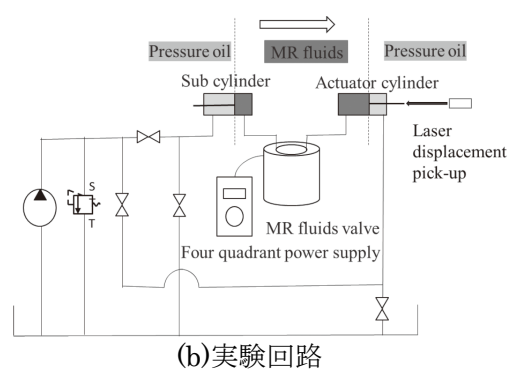 Pressure oil
MR fluids
Pressure oil
Sub cylinder
Actuator cylinder
Laser
displacement
pick-up
S
T
MR fluids valve
Four quadrant power supply
(b)実験回路